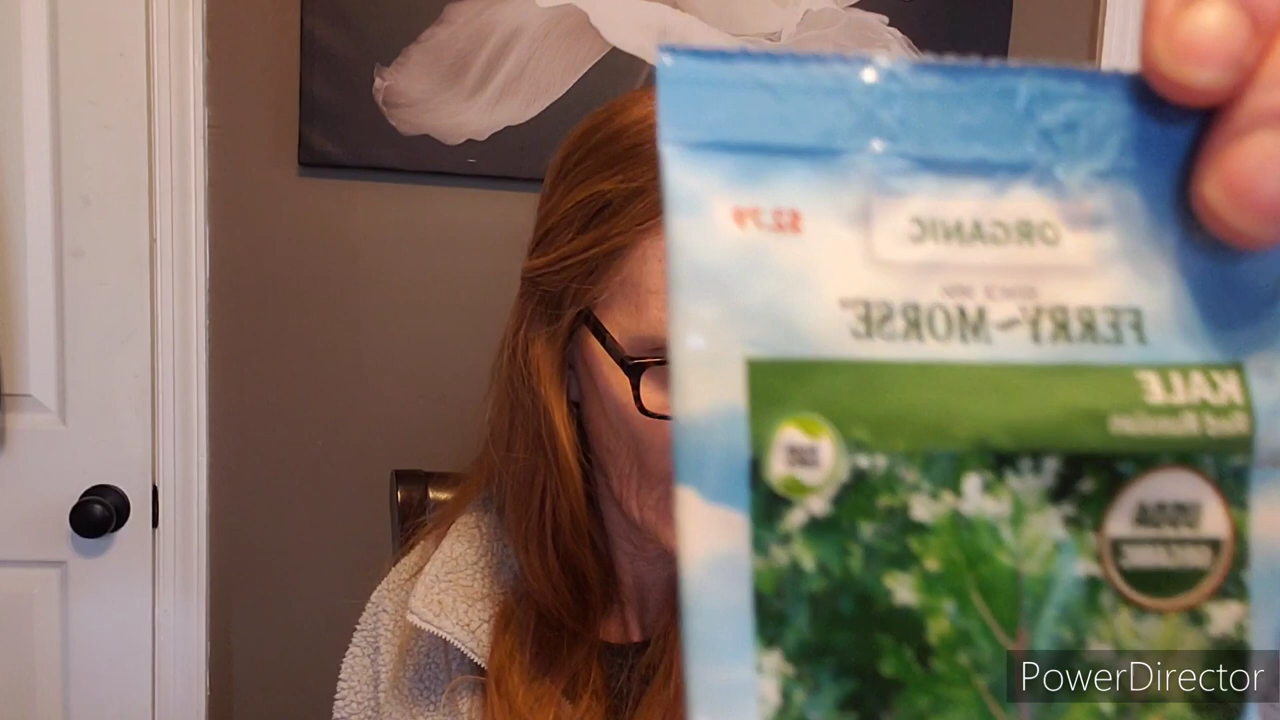 ORGANIC
$2.79
FERRY-MORSE
KALE
Red Russian
USDA
ORGANIC
PowerDirector